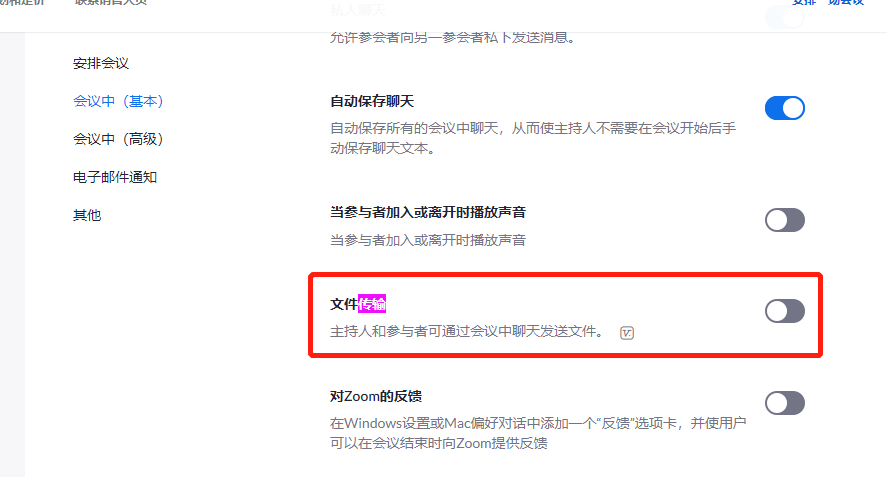 联系销售人员
安排一场会议
私人聊天
允许参会者向另一参会者私下发送消息。
安排会议
会议中（基本）
会议中（高级）
电子邮件通知
其他
自动保存聊天
自动保存所有的会议中聊天，从而使主持人不需要在会议开始后手
动保存聊天文本。
当参与者加入或离开时播放声音
当参与者加入或离开时播放声音
文件传输
主持人和参与者可通过会议中聊天发送文件。
对Zoom的反馈
在Windows设置或Mac偏好对话中添加一个“反馈”选项卡，并使用户
可以在会议结束时向Zoom提供反馈